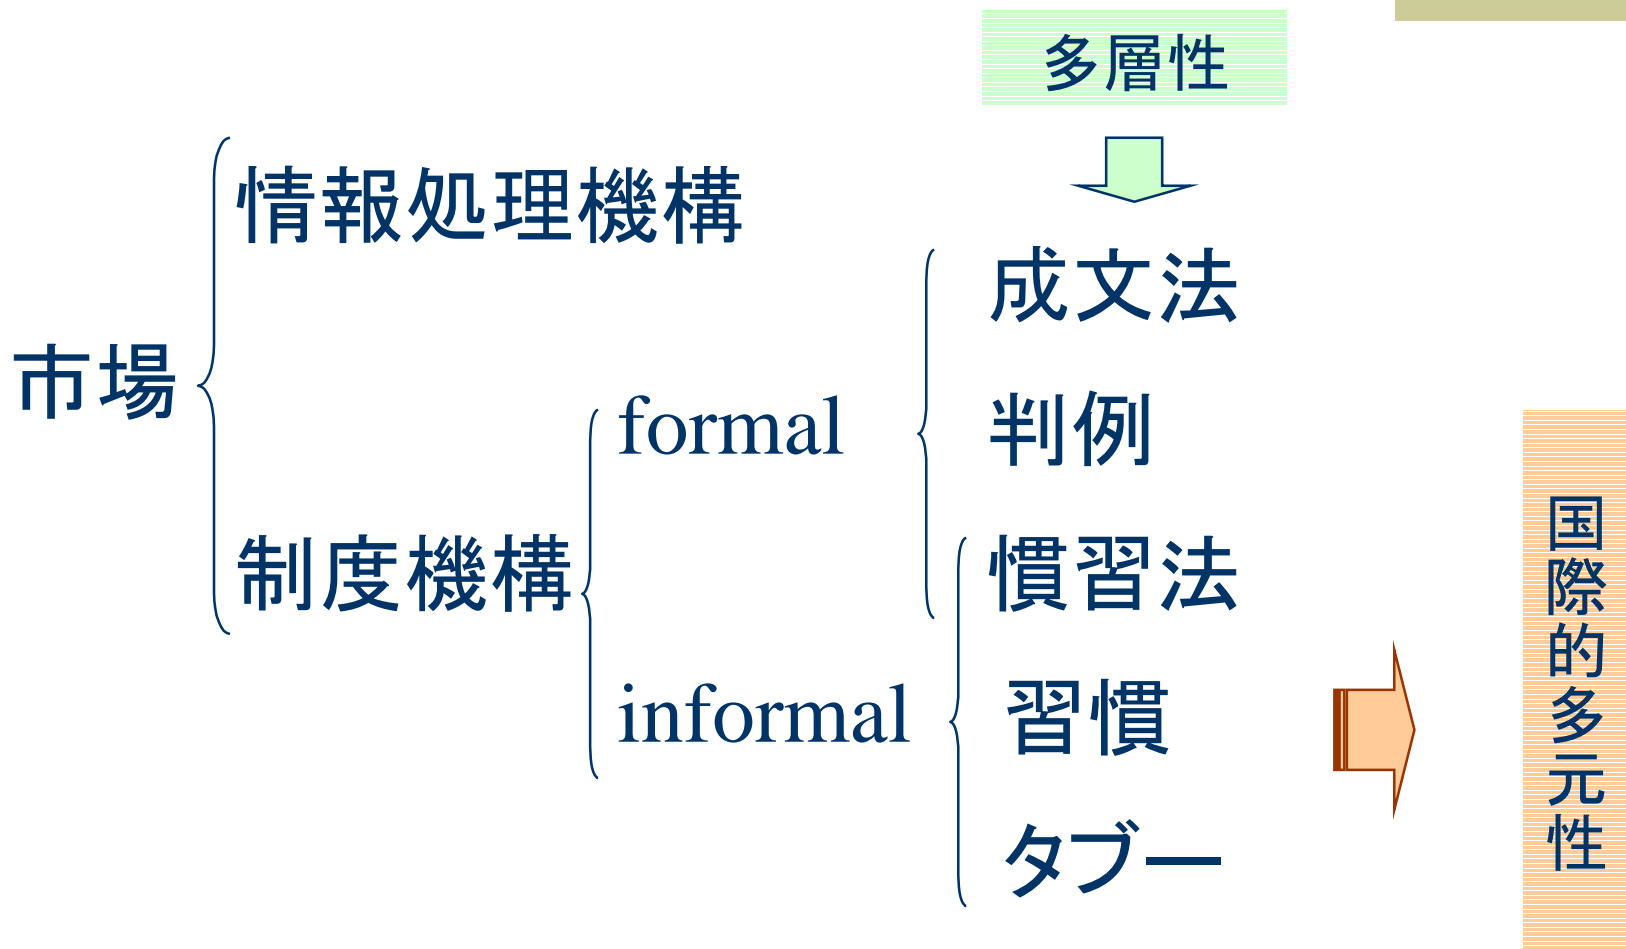 多層性
情報処理機構
成文法
市場
formal
判例
制度機構
慣習法
informal
習慣
タブー
国際的多元性